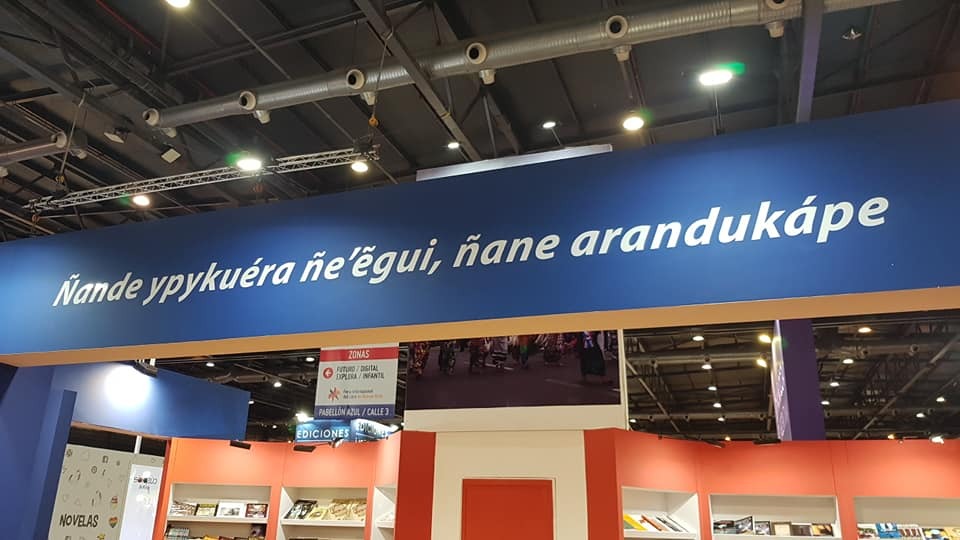 Ñande ypykuéra ñe'ẽgui, ñane arandukápe
ZONAS
FUTURO / DIGITAL
EXPLORA / INFANTIL
PABELLÓN AZUL / CALLE 3
EDICIONES
NOVELAS